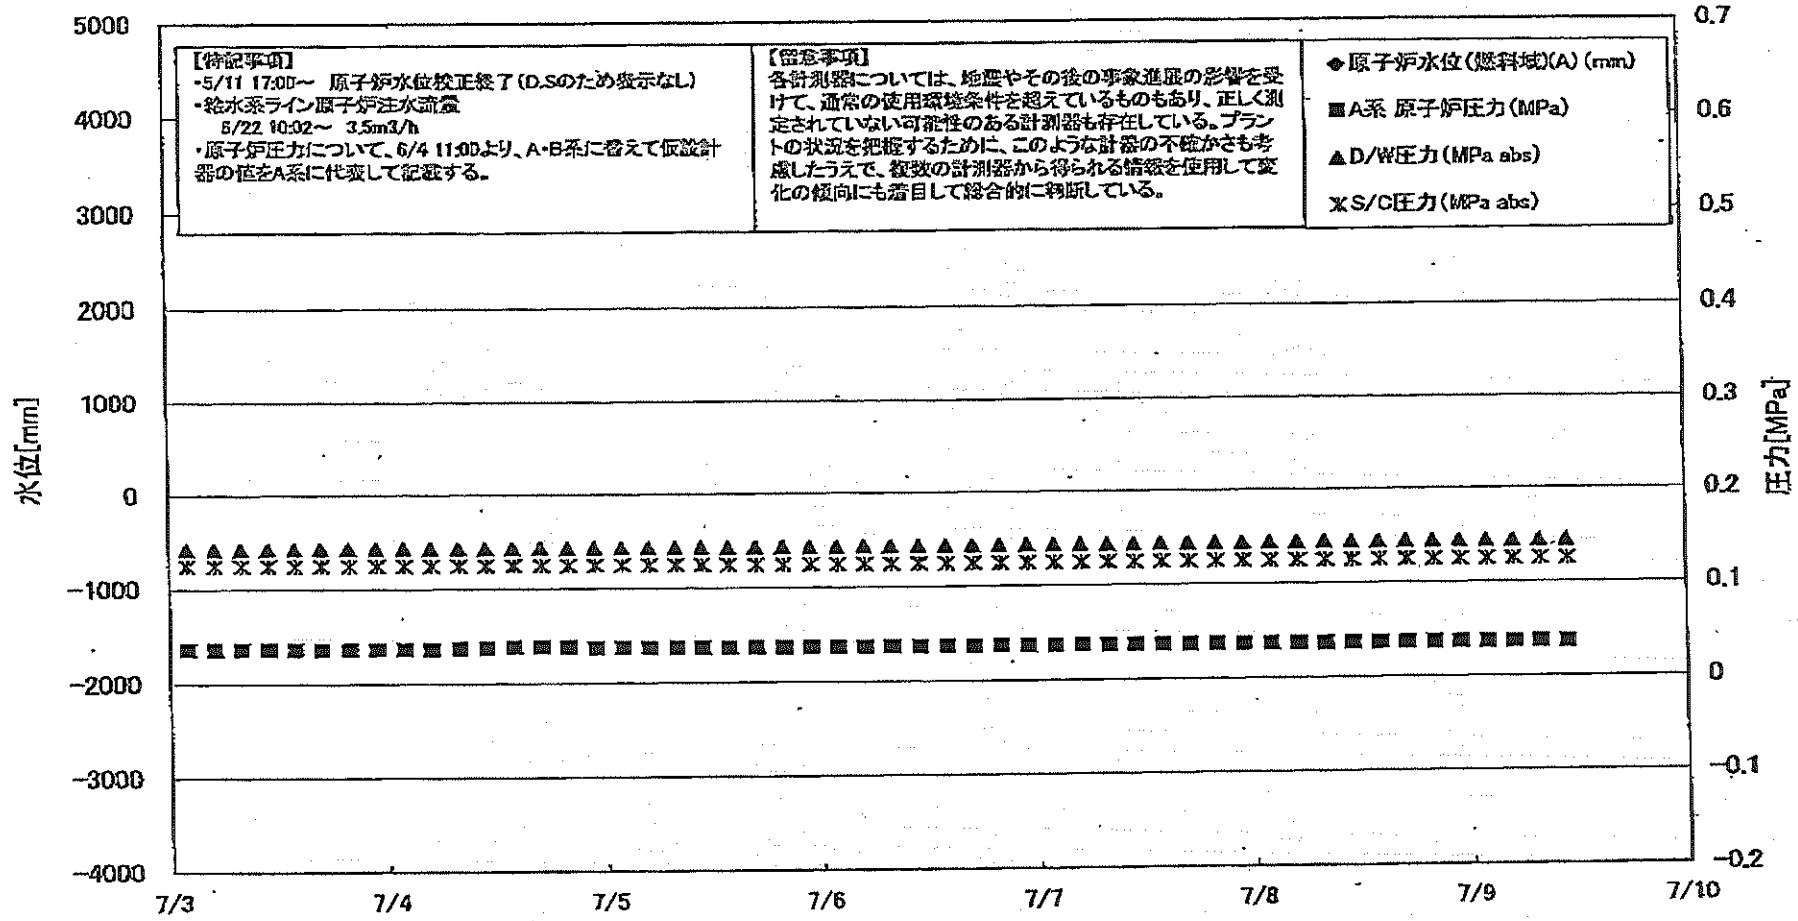 【特記事項】
・5/11 17:00～ 原子炉水位校正終了(D.Sのため表示なし)
・給水系ライン原子炉注水流量
6/22 10:02～ 3.5m3/h
・原子炉圧力について、6/4 11:00より、A・B系に替えて仮設計
器の値をA系に代表して記載する。
【留意事項】
各計測器については、地震やその後の事象進展の影響を受
けて、通常の使用環境条件を超えているものもあり、正しく測
定されていない可能性のある計測器も存在している。プラン
トの状況を把握するために、このような計器の不確かさも考
慮したうえで、複数の計測器から得られる情報を使用して変
化の傾向にも着目して総合的に判断している。
原子炉水位(燃料域)(A)(mm)
A系 原子炉圧力(MPa)
D/W圧力(MPa abs)
S/C圧力(MPa abs)
水位[mm]
5000
4000
3000
2000
1000
0
-1000
-2000
-3000
-4000
圧力[MPa]
0.7
0.6
0.5
0.4
0.3
0.2
0.1
0
-0.1
-0.2
7/3 7/4 7/5 7/6 7/7 7/8 7/9 7/10